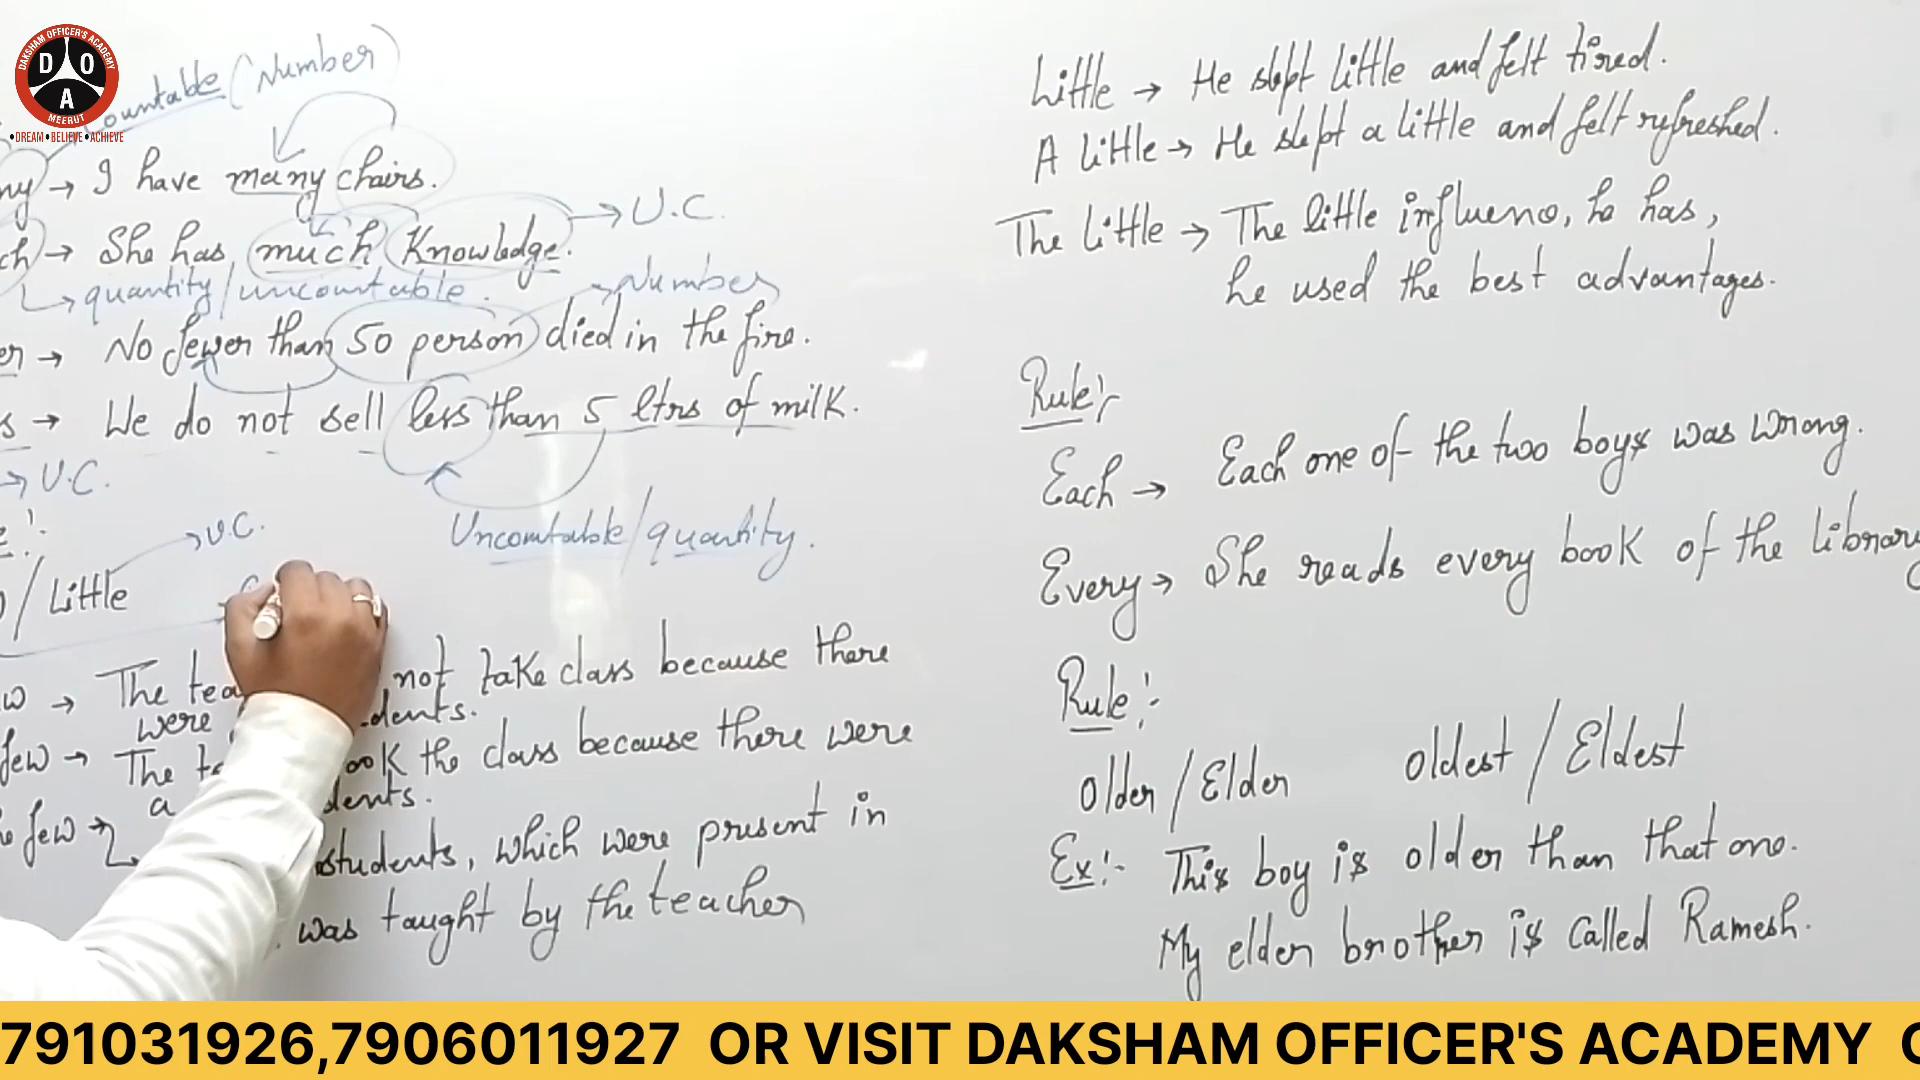 DAKSHAM OFFICER'S ACADEMY
D O A
MEERUT
•DREAM•BELIEVE•ACHIEVE
ountable (Number)
ny → I have many chairs.
ch → She has much Knowledge. → U.C.
→ quantity/uncountable.
Number
er → No fewer than 50 person died in the fire.
s → We do not sell less than 5 ltrs of milk.
→ U.C.
Uncountable/quantity.
e:-
→ U.C.
/ Little
w → The tea not take class because there
were dents.
few → The t ook the class because there were
a dents.
e few → students, which were present in
was taught by the teacher
Little → He slept little and felt tired.
A little → He slept a little and felt refreshed.
The Little → The little influenc, he has,
he used the best advantages.
Rule:-
Each → Each one of the two boys was wrong.
Every → She reads every book of the library
Rule:-
Older / Elder Oldest / Eldest
Ex:- This boy is older than that one.
My elder brother is called Ramesh.
791031926,7906011927 OR VISIT DAKSHAM OFFICER'S ACADEMY